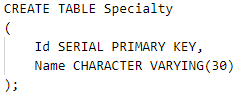 CREATE TABLE Specialty
(
    Id SERIAL PRIMARY KEY,
    Name CHARACTER VARYING(30)
);